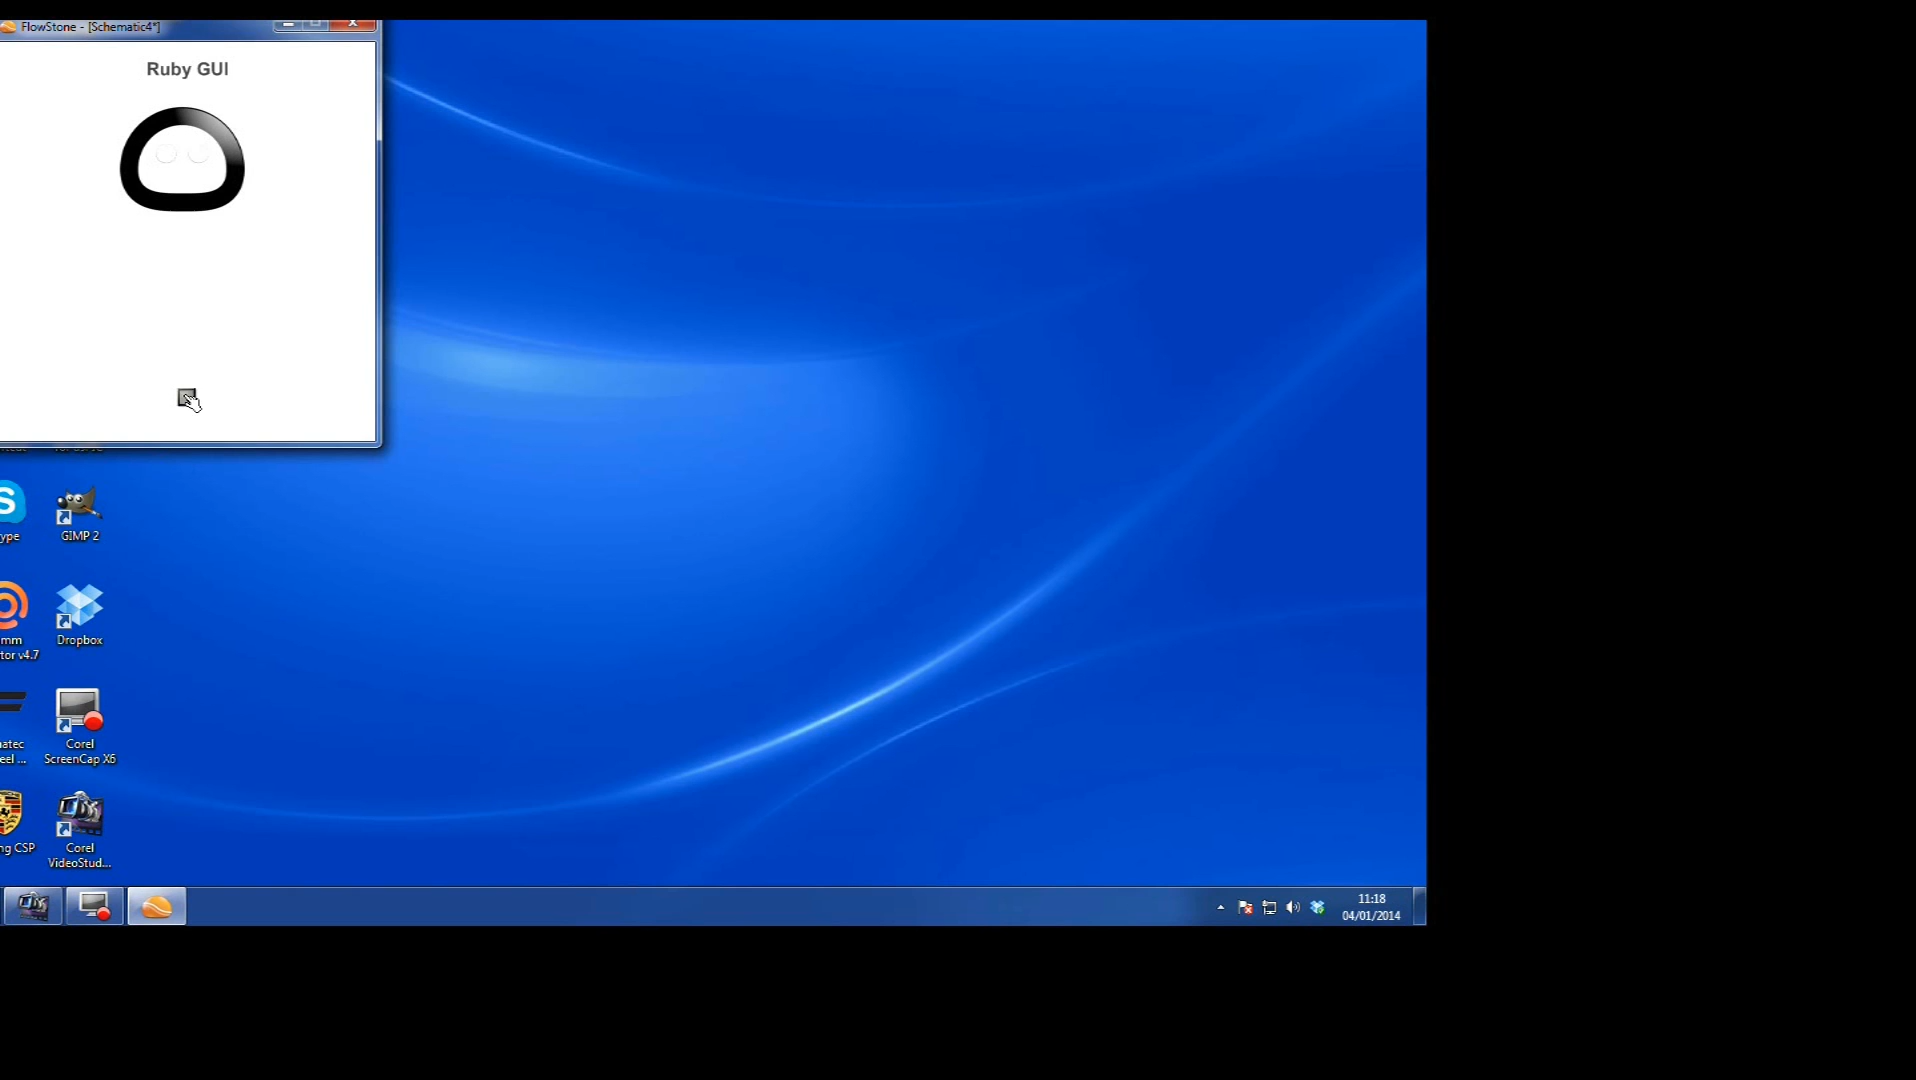 FlowStone - [Schematic4*]
Ruby GUI
S
ype
GIMP 2
mm
tor v4.7
Dropbox
atec
eel ...
Corel
ScreenCap X6
ng CSP
Corel
VideoStud...
11:18
04/01/2014